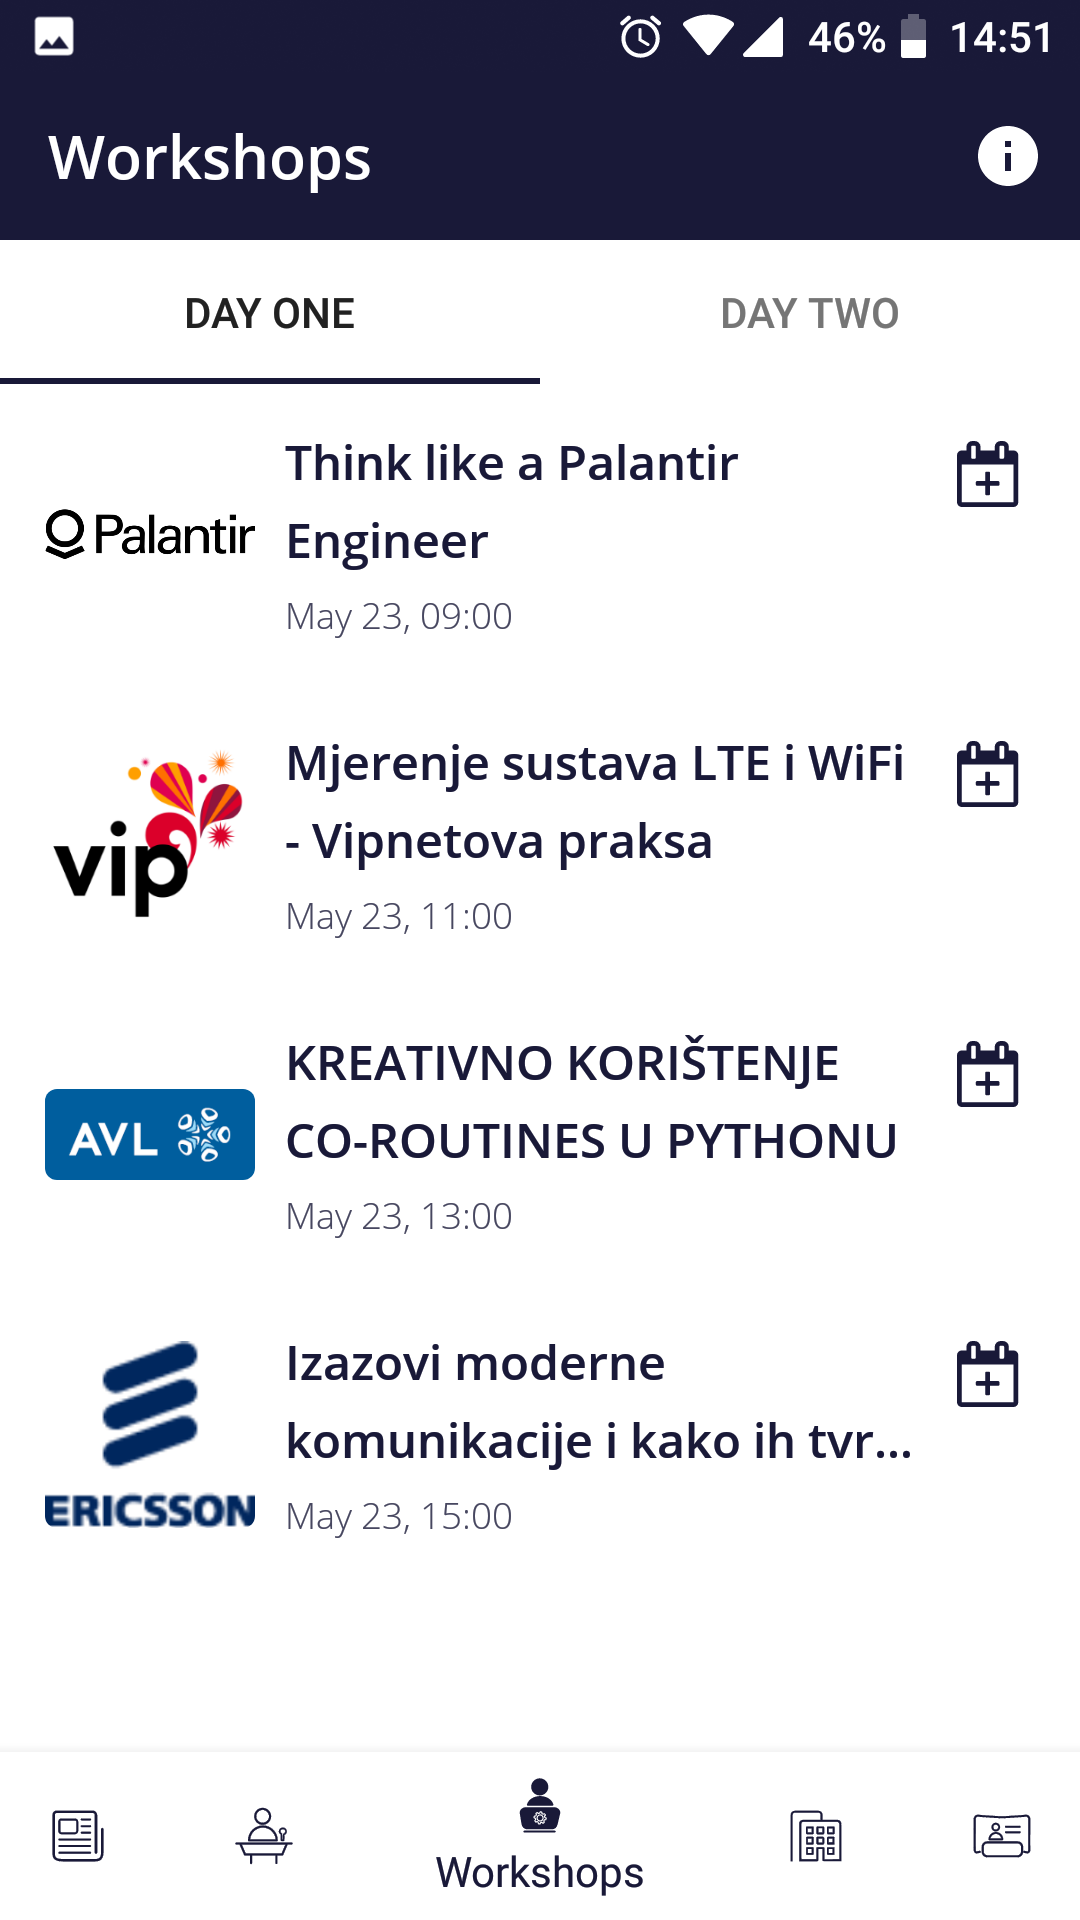 46% 14:51
Workshops
DAY ONE
DAY TWO
Palantir
Think like a Palantir
Engineer
May 23, 09:00
vip
Mjerenje sustava LTE i WiFi
- Vipnetova praksa
May 23, 11:00
AVL
KREATIVNO KORIŠTENJE
CO-ROUTINES U PYTHONU
May 23, 13:00
ERICSSON
Izazovi moderne
komunikacije i kako ih tvr...
May 23, 15:00
Workshops